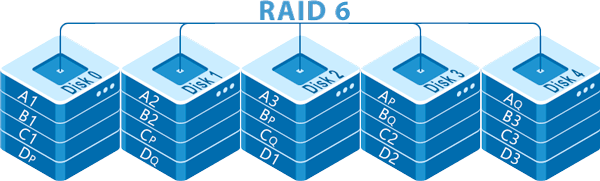 RAID 6
Disk 0
A1
B1
C1
DP
Disk 1
A2
B2
CP
DQ
Disk 2
A3
BP
CQ
D1
Disk 3
AP
BQ
C2
D2
Disk 4
AQ
B3
C3
D3